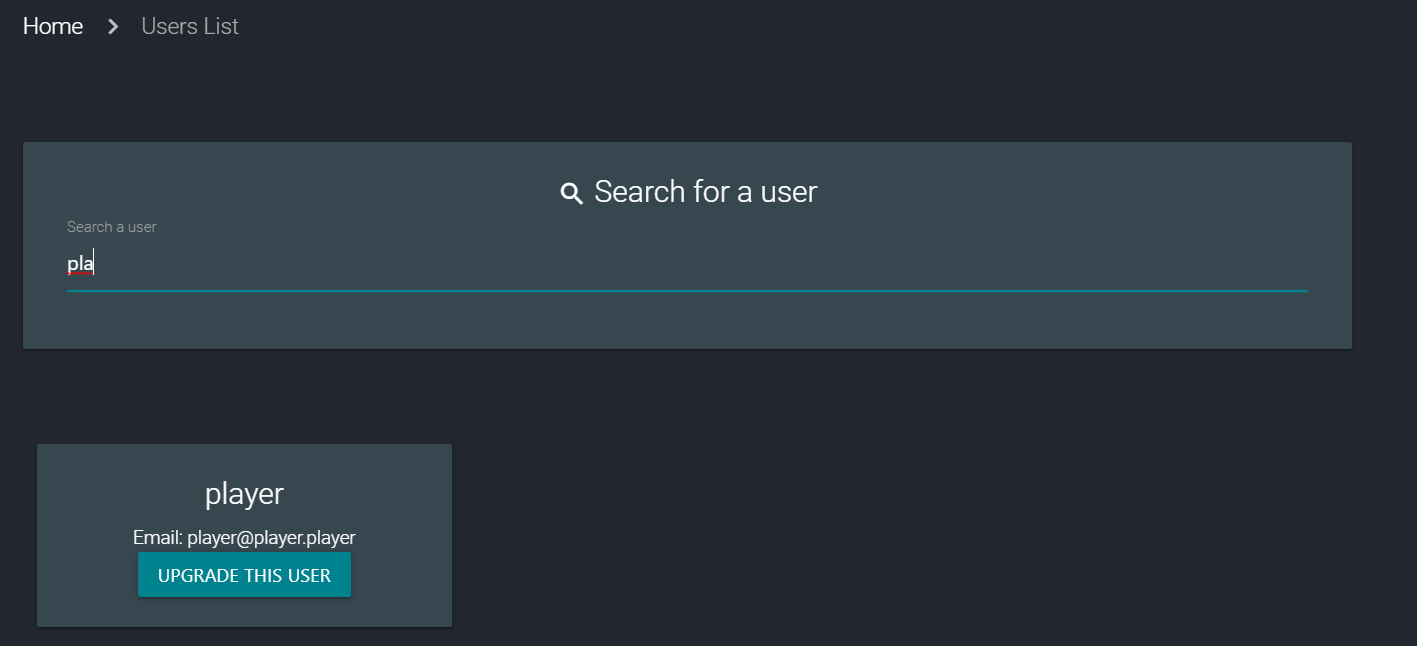 Home > Users List
Search for a user
Search a user
pla
player
Email: player@player.player
UPGRADE THIS USER